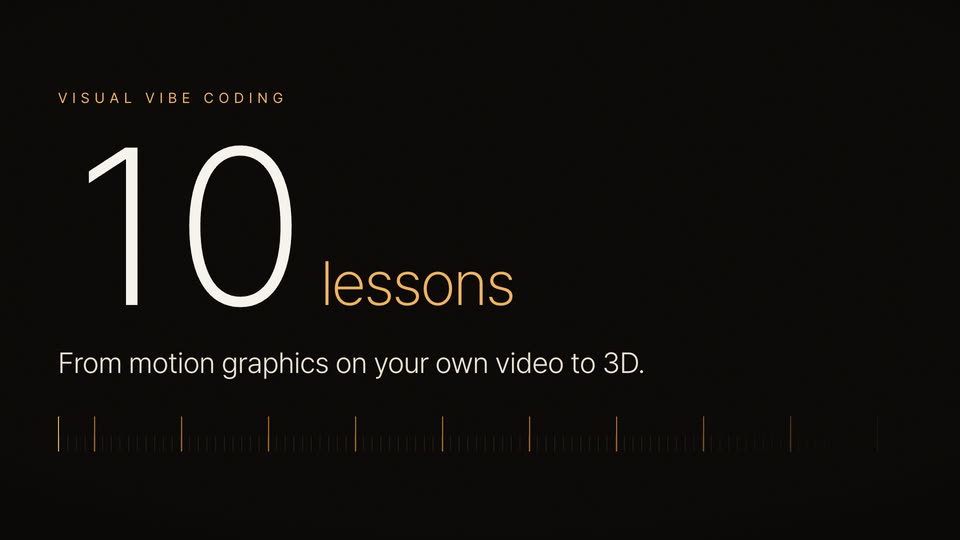 VISUAL VIBE CODING
10 lessons
From motion graphics on your own video to 3D.